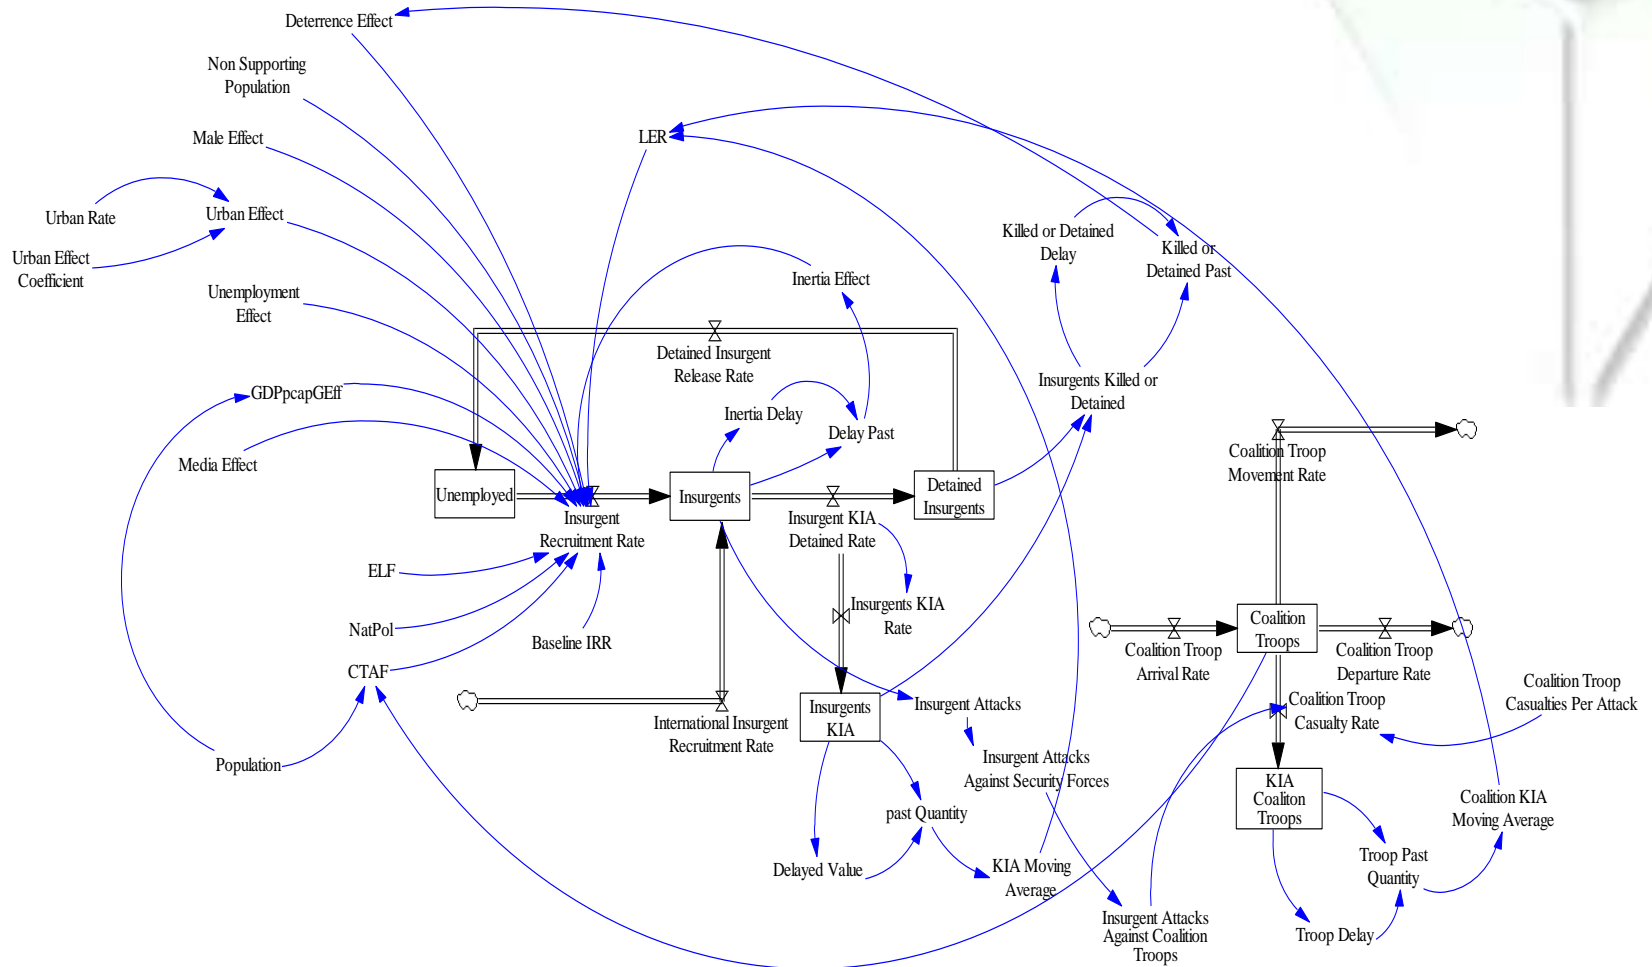 Deterrence Effect
Non Supporting
Population
Male Effect
LER
Urban Rate
Urban Effect
Urban Effect
Coefficient
Killed or Detained
Delay
Killed or
Detained Past
Inertia Effect
Unemployment
Effect
Detained Insurgent
Release Rate
GDPpcapGEff
Insurgents Killed or
Detained
Inertia Delay
Delay Past
Media Effect
Coalition Troop
Movement Rate
Unemployed
Insurgents
Detained
Insurgents
Insurgent
Recruitment Rate
Insurgent KIA
Detained Rate
ELF
Insurgents KIA
Rate
NatPol
Baseline IRR
Coalition
Troops
Coalition Troop
Arrival Rate
Coalition Troop
Departure Rate
CTAF
International Insurgent
Recruitment Rate
Insurgents
KIA
Insurgent Attacks
Coalition Troop
Casualty Rate
Coalition Troop
Casualties Per Attack
Population
Insurgent Attacks
Against Security Forces
KIA
Coaliton
Troops
Coalition KIA
Moving Average
past Quantity
Delayed Value
KIA Moving
Average
Troop Past
Quantity
Insurgent Attacks
Against Coalition
Troops
Troop Delay